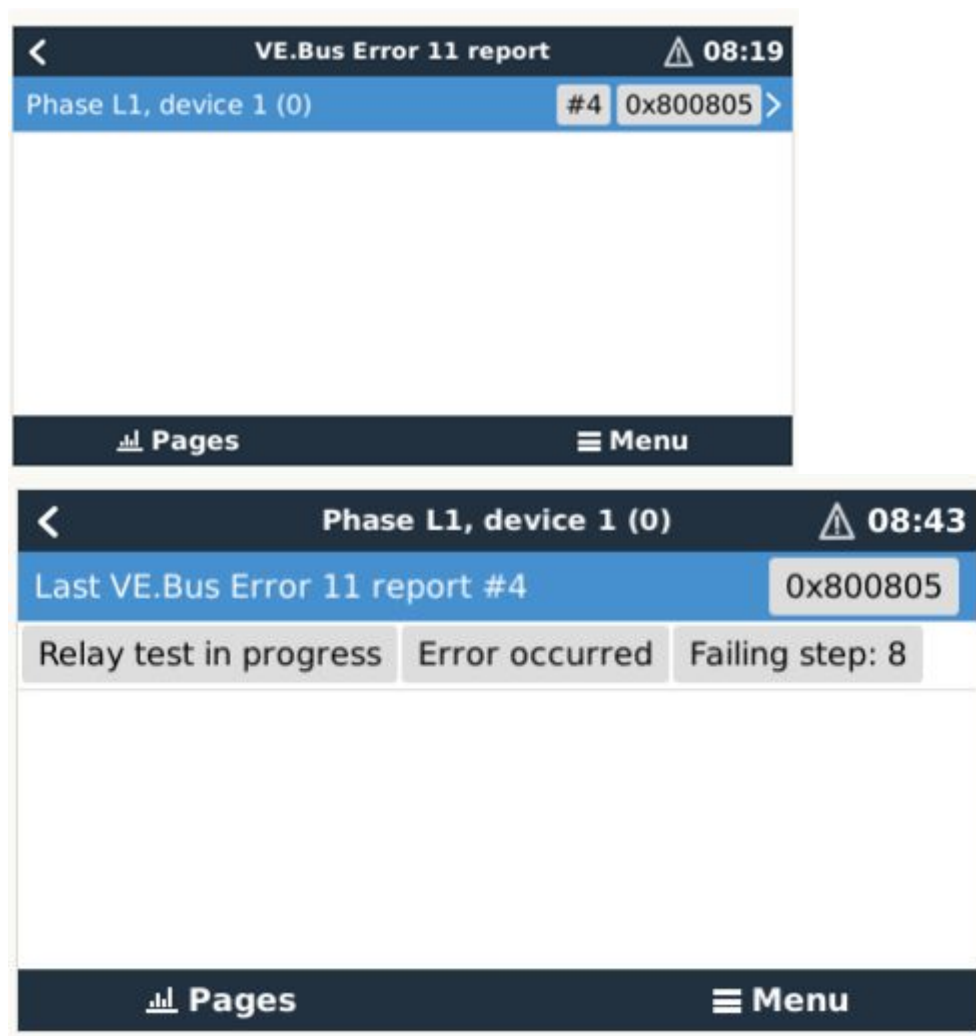 VE.Bus Error 11 report 08:19
Phase L1, device 1 (0) #4 0x800805
Pages Menu
Phase L1, device 1 (0) 08:43
Last VE.Bus Error 11 report #4 0x800805
Relay test in progress Error occurred Failing step: 8
Pages Menu